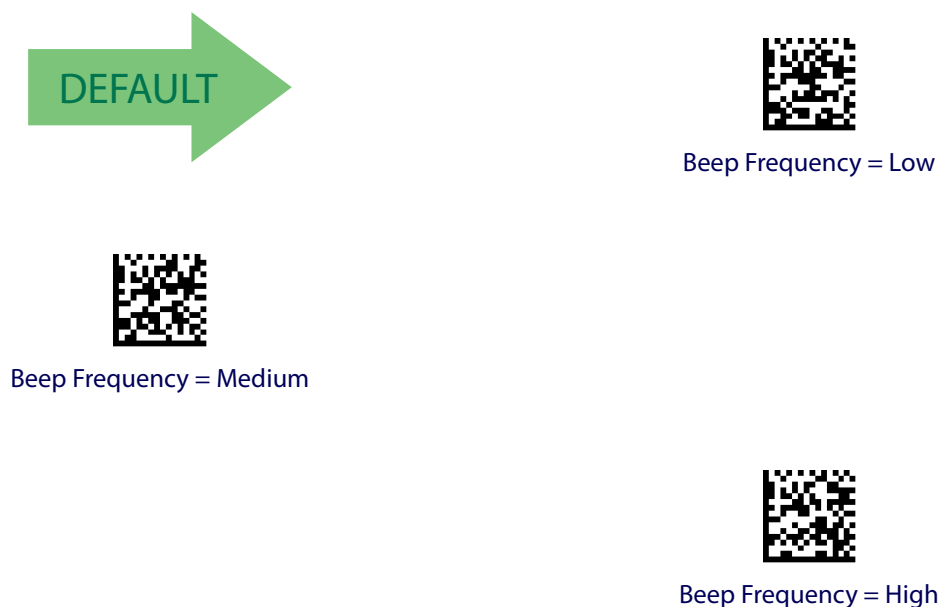 DEFAULT
Beep Frequency = Low
Beep Frequency = Medium
Beep Frequency = High